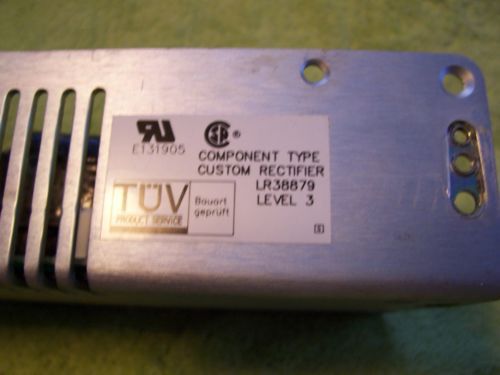 E131905
COMPONENT TYPE
CUSTOM RECTIFIER
LR38879
LEVEL 3
TÜV
PRODUCT SERVICE
Bauart
geprüft